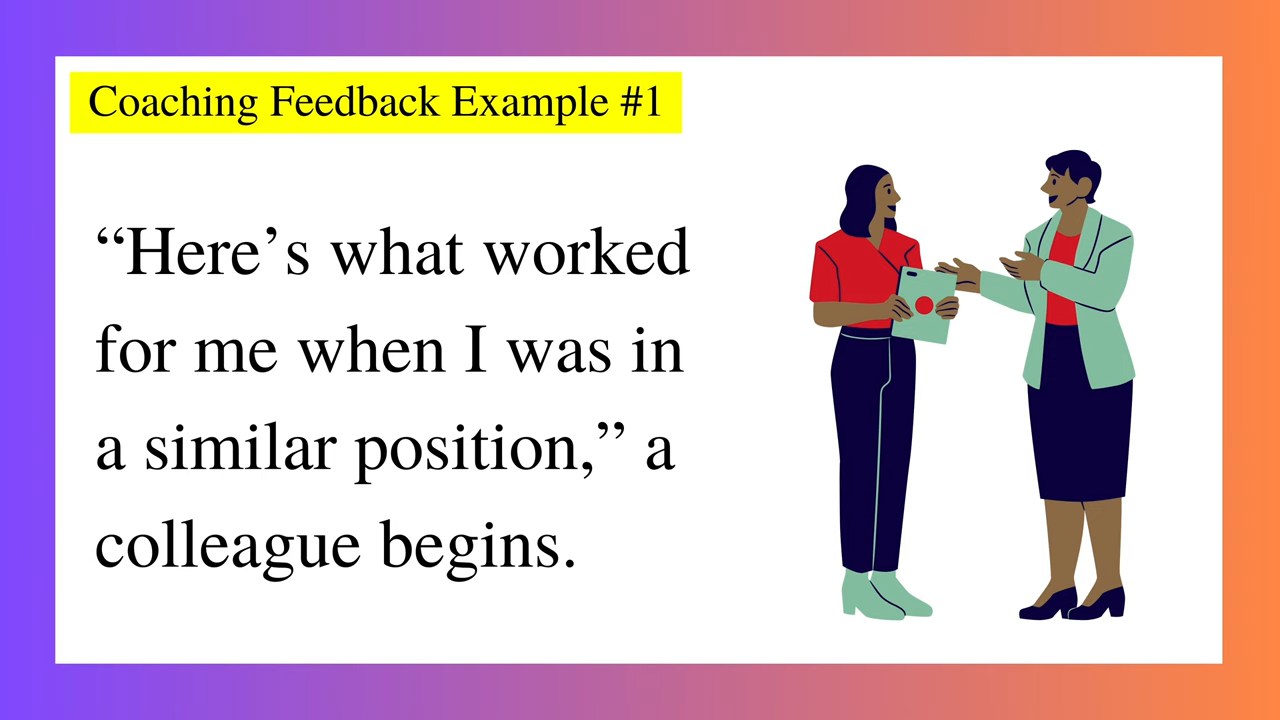 Coaching Feedback Example #1
“Here’s what worked
for me when I was in
a similar position,” a
colleague begins.